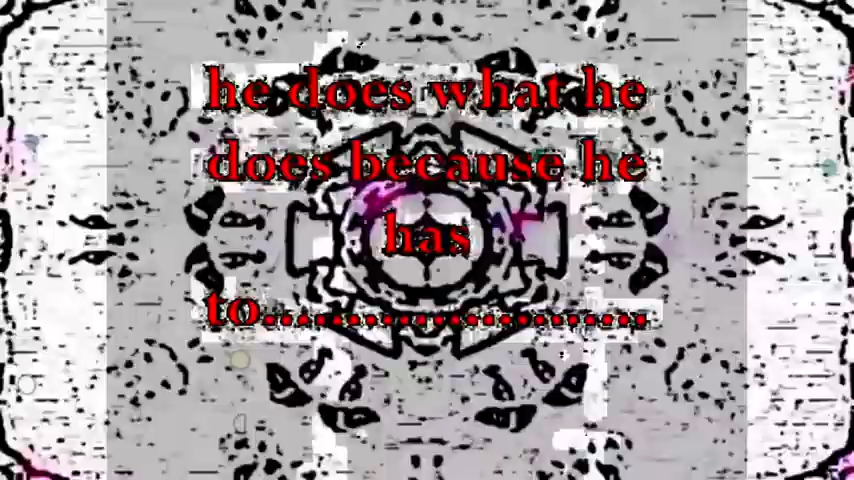 he does what he
does because he
has
to.......................